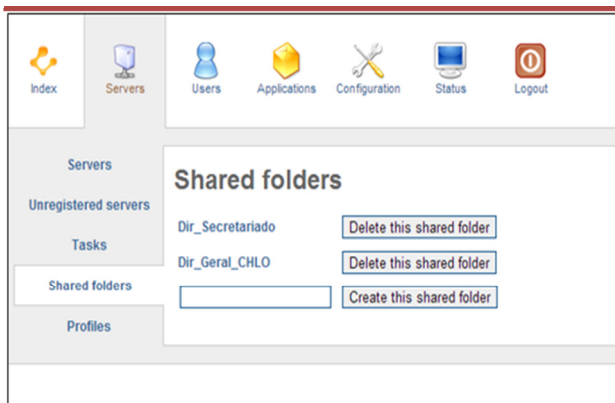 Index Servers Users Applications Configuration Status Logout
Servers
Unregistered servers
Tasks
Shared folders
Profiles
Shared folders
Dir_Secretariado Delete this shared folder
Dir_Geral_CHLO Delete this shared folder
Create this shared folder